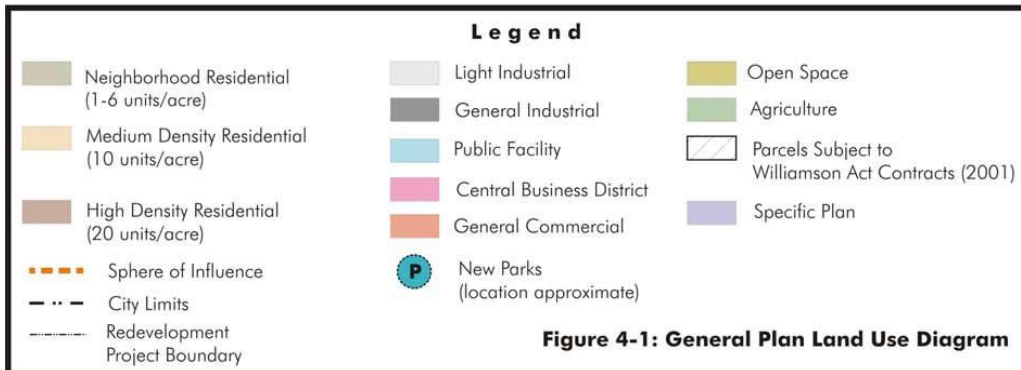 Legend
Neighborhood Residential
(1-6 units/acre)
Medium Density Residential
(10 units/acre)
High Density Residential
(20 units/acre)
Sphere of Influence
City Limits
Redevelopment
Project Boundary
Light Industrial
General Industrial
Public Facility
Central Business District
General Commercial
P
New Parks
(location approximate)
Open Space
Agriculture
Parcels Subject to
Williamson Act Contracts (2001)
Specific Plan
Figure 4-1: General Plan Land Use Diagram